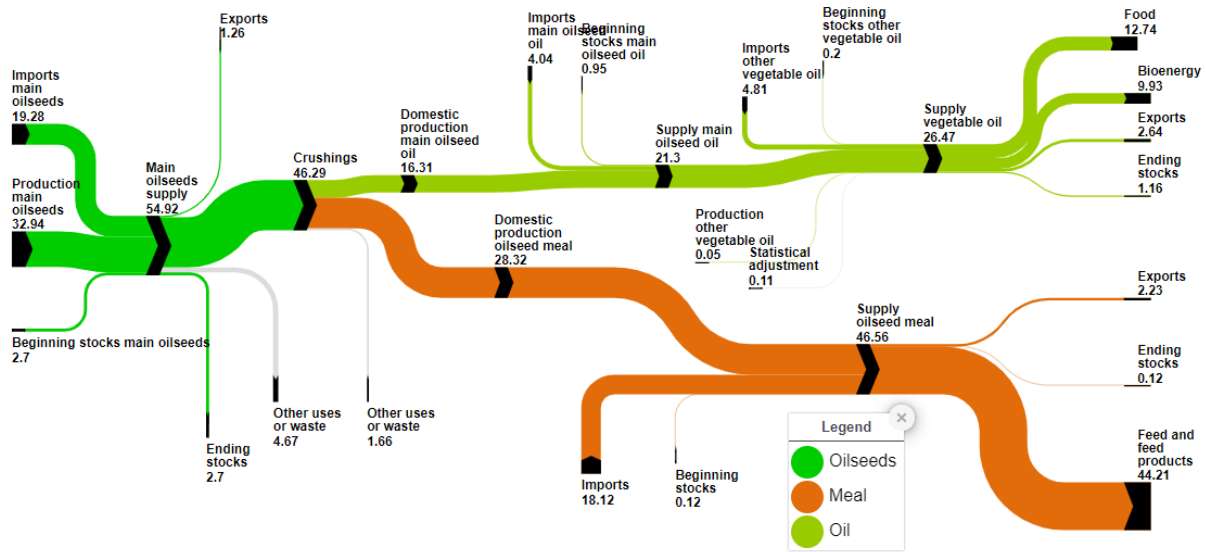 Exports
1.26
Imports
main
oilseeds
19.28
Production
main
oilseeds
32.94
Beginning stocks main oilseeds
2.7
Main
oilseeds
supply
54.92
Ending
stocks
2.7
Other uses
or waste
4.67
Crushings
46.29
Other uses
or waste
1.66
Domestic
production
main oilseed
oil
16.31
Imports
main oilseed
oil
4.04
Beginning
stocks main
oilseed oil
0.95
Supply main
oilseed oil
21.3
Imports
other
vegetable oil
4.81
Beginning
stocks other
vegetable oil
0.2
Production
other
vegetable oil
0.05
Statistical
adjustment
0.11
Supply
vegetable oil
26.47
Food
12.74
Bioenergy
9.93
Exports
2.64
Ending
stocks
1.16
Domestic
production
oilseed meal
28.32
Imports
18.12
Beginning
stocks
0.12
Supply
oilseed meal
46.56
Exports
2.23
Ending
stocks
0.12
Feed and
feed
products
44.21
Legend
Oilseeds
Meal
Oil